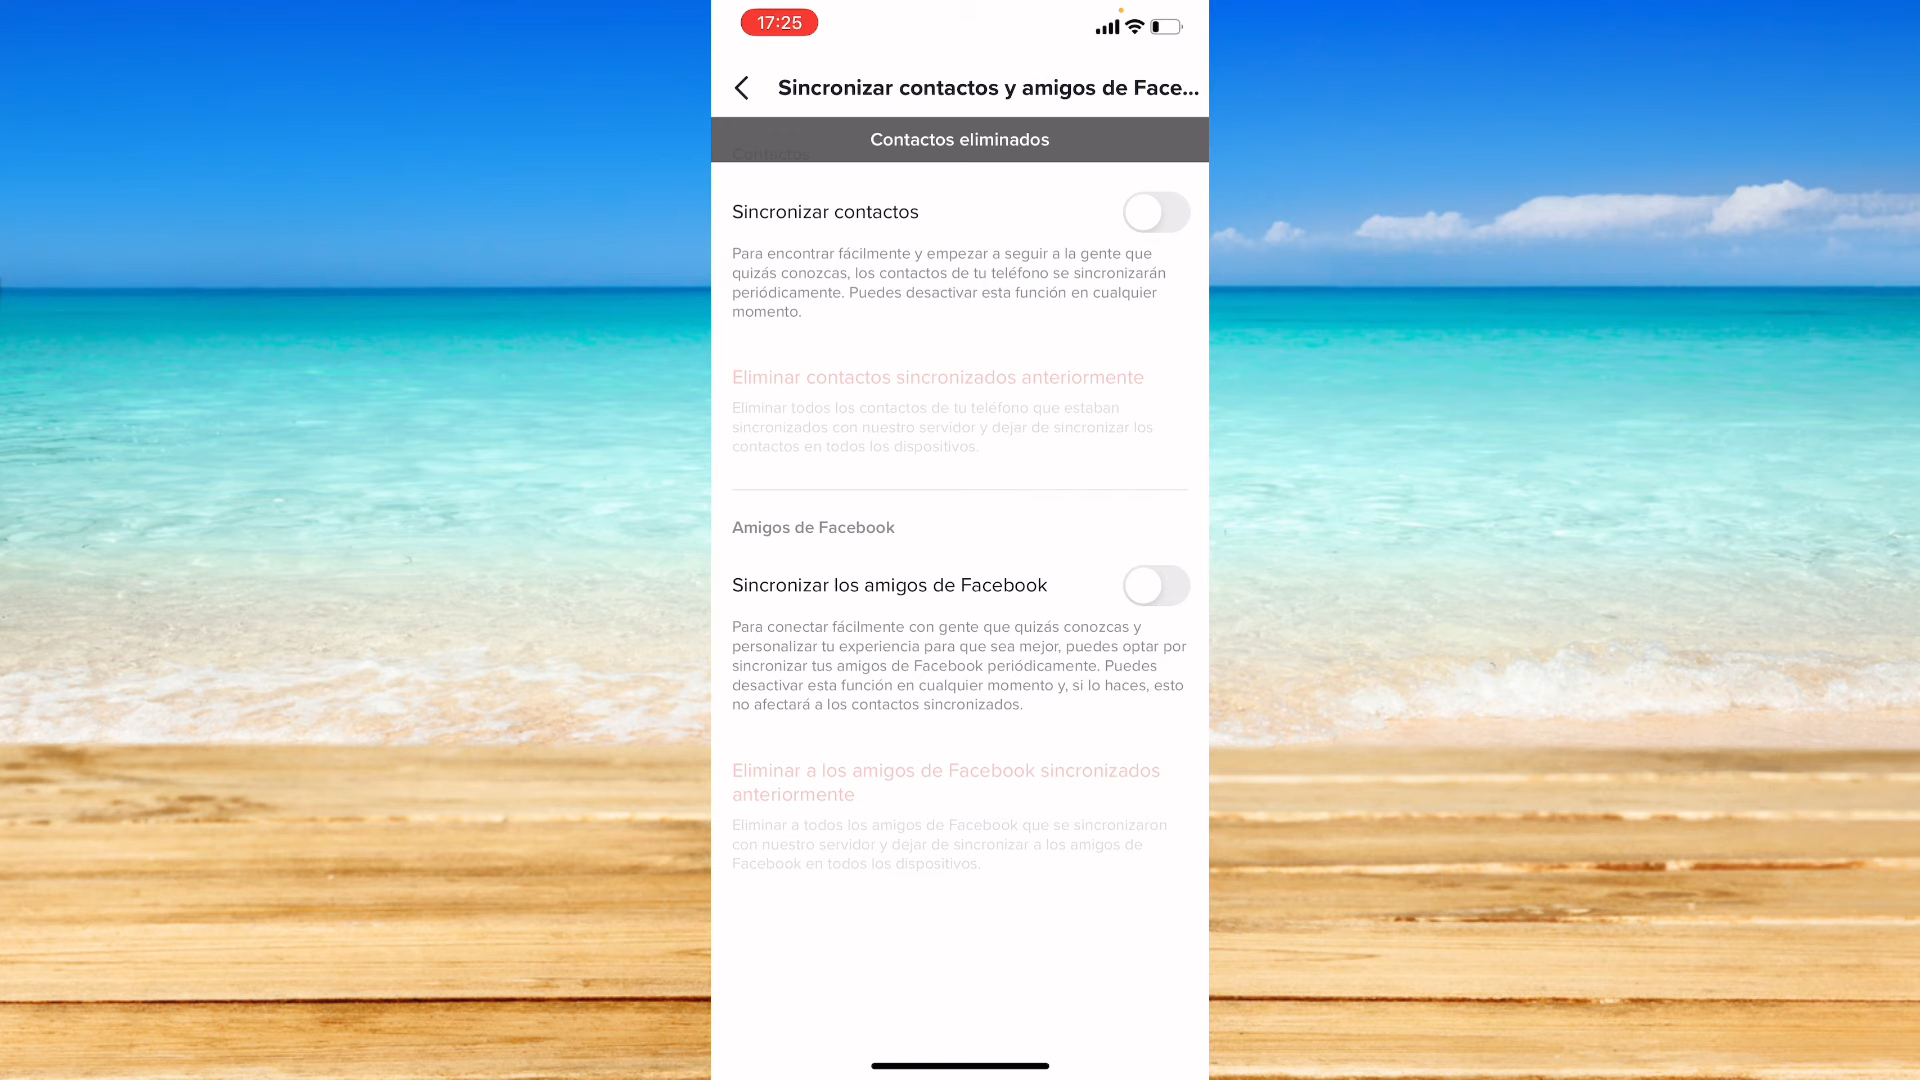 17:25
Sincronizar contactos y amigos de Face...
Contactos eliminados
Contactos
Sincronizar contactos
Para encontrar fácilmente y empezar a seguir a la gente que
quizás conozcas, los contactos de tu teléfono se sincronizarán
periódicamente. Puedes desactivar esta función en cualquier
momento.
Eliminar contactos sincronizados anteriormente
Eliminar todos los contactos de tu teléfono que estaban
sincronizados con nuestro servidor y dejar de sincronizar los
contactos en todos los dispositivos.
Amigos de Facebook
Sincronizar los amigos de Facebook
Para conectar fácilmente con gente que quizás conozcas y
personalizar tu experiencia para que sea mejor, puedes optar por
sincronizar tus amigos de Facebook periódicamente. Puedes
desactivar esta función en cualquier momento y, si lo haces, esto
no afectará a los contactos sincronizados.
Eliminar a los amigos de Facebook sincronizados
anteriormente
Eliminar a todos los amigos de Facebook que se sincronizaron
con nuestro servidor y dejar de sincronizar a los amigos de
Facebook en todos los dispositivos.